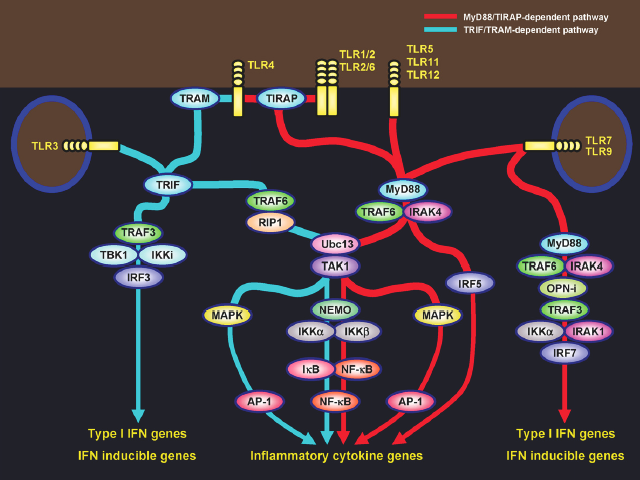 MyD88/TIRAP-dependent pathway
TRIF/TRAM-dependent pathway
TLR4
TLR1/2
TLR2/6
TLR5
TLR11
TLR12
TRAM
TIRAP
TLR3
TLR7
TLR9
TRIF
MyD88
TRAF6
RIP1
TRAF6
IRAK4
TRAF3
TBK1
IKKi
IRF3
Ubc13
TAK1
MyD88
TRAF6
IRAK4
OPN-i
TRAF3
IKKα
IRAK1
IRF7
IRF5
MAPK
NEMO
MAPK
IKKα
IKKβ
IκB
NF-κB
AP-1
NF-κB
AP-1
Type I IFN genes
IFN inducible genes
Inflammatory cytokine genes
Type I IFN genes
IFN inducible genes